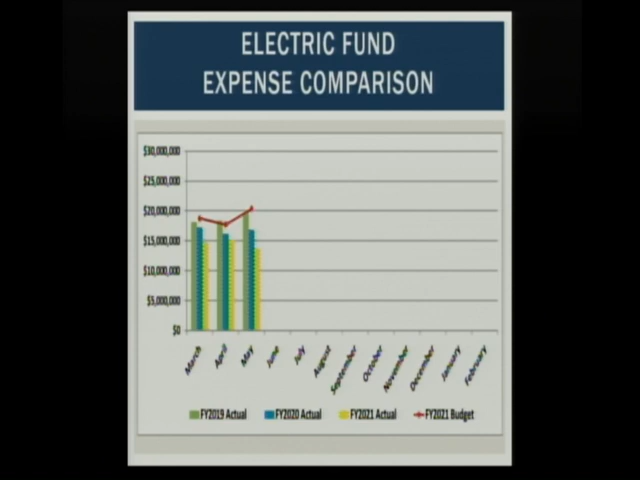 ELECTRIC FUND
EXPENSE COMPARISON
$30,000,000
$25,000,000
$20,000,000
$15,000,000
$10,000,000
$5,000,000
$0
March April May June July August September October November December January February
FY2019 Actual FY2020 Actual FY2021 Actual FY2021 Budget